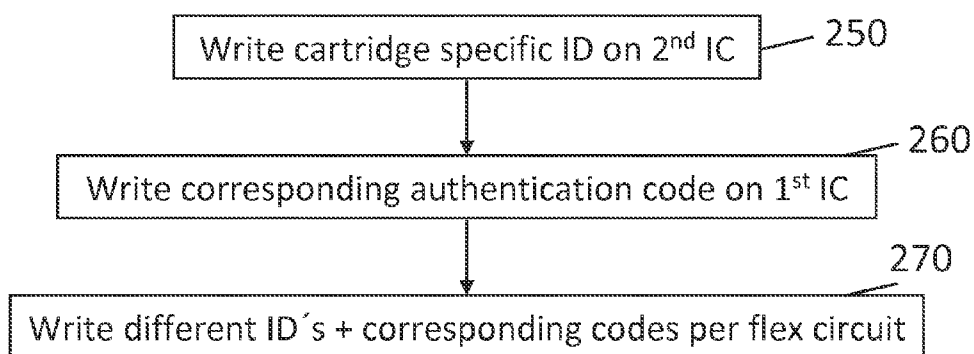 Write cartridge specific ID on 2nd IC
250
Write corresponding authentication code on 1st IC
260
Write different ID´s + corresponding codes per flex circuit
270